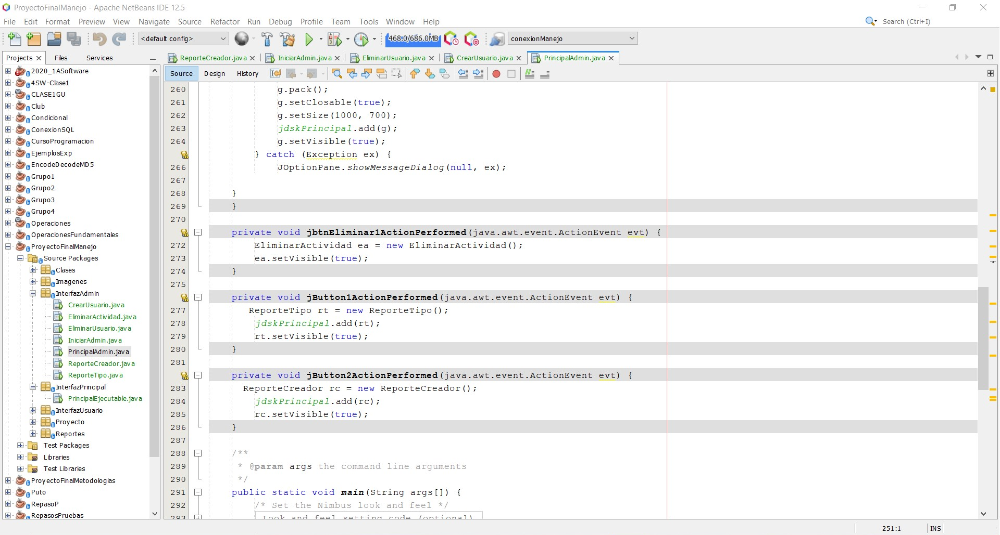 ProyectoFinalManejo - Apache NetBeans IDE 12.5
File Edit Format Preview View Navigate Source Refactor Run Debug Profile Team Tools Window Help
Search (Ctrl+I)
<default config>
468.0/686.0MB
conexionManejo
Projects Files Services
ReporteCreador.java IniciarAdmin.java EliminarUsuario.java CrearUsuario.java PrincipalAdmin.java
Source Design History
2020_1ASoftware
4SW-Clase1
CLASE1GU
Club
Condicional
ConexionSQL
CursoProgramacion
EjemplosExp
EncodeDecodeMD5
Grupo1
Grupo2
Grupo3
Grupo4
Operaciones
OperacionesFundamentales
ProyectoFinalManejo
Source Packages
Clases
Imagenes
InterfazAdmin
CrearUsuario.java
EliminarActividad.java
EliminarUsuario.java
IniciarAdmin.java
PrincipalAdmin.java
ReporteCreador.java
ReporteTipo.java
InterfazPrincipal
PrincipalEjecutable.java
InterfazUsuario
Proyecto
Reportes
Test Packages
Libraries
Test Libraries
ProyectoFinalMetodologias
Puto
RepasoP
RepasosPruebas
260 g.pack();
261 g.setClosable(true);
262 g.setSize(1000, 700);
263 jdskPrincipal.add(g);
264 g.setVisible(true);
} catch (Exception ex) {
266 JOptionPane.showMessageDialog(null, ex);
267
268 }
269 }
270
private void jbtnEliminar1ActionPerformed(java.awt.event.ActionEvent evt) {
272 EliminarActividad ea = new EliminarActividad();
273 ea.setVisible(true);
274 }
275
private void jButton1ActionPerformed(java.awt.event.ActionEvent evt) {
277 ReporteTipo rt = new ReporteTipo();
278 jdskPrincipal.add(rt);
279 rt.setVisible(true);
280 }
281
private void jButton2ActionPerformed(java.awt.event.ActionEvent evt) {
283 ReporteCreador rc = new ReporteCreador();
284 jdskPrincipal.add(rc);
285 rc.setVisible(true);
286 }
287
288 /**
289 * @param args the command line arguments
290 */
291 public static void main(String args[]) {
292 /* Set the Nimbus look and feel */
293 Look and feel setting code (optional)
251:1 INS